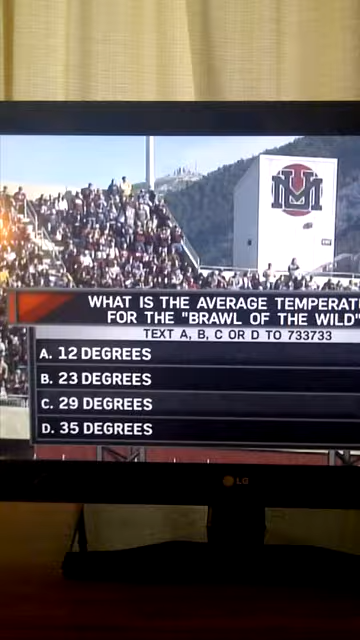 UM
WHAT IS THE AVERAGE TEMPERAT
FOR THE "BRAWL OF THE WILD"
TEXT A, B, C OR D TO 733733
A. 12 DEGREES
B. 23 DEGREES
C. 29 DEGREES
D. 35 DEGREES
LG